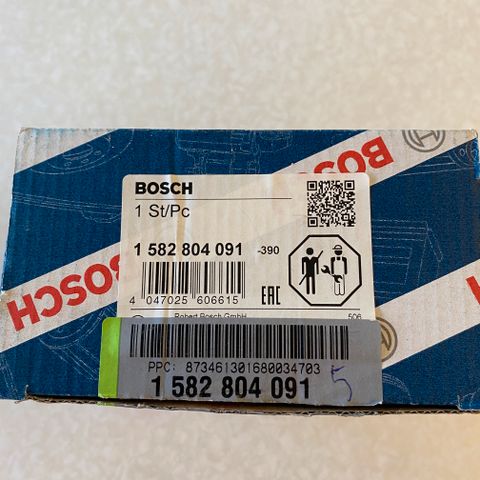 BOSCH
BOSCH
BOSCH
BOSCH
1 St/Pc
1 582 804 091 -390
4 047025 606615
EAC
Robert Bosch GmbH
506
PPC: 873461301680034703
1 582 804 091
5